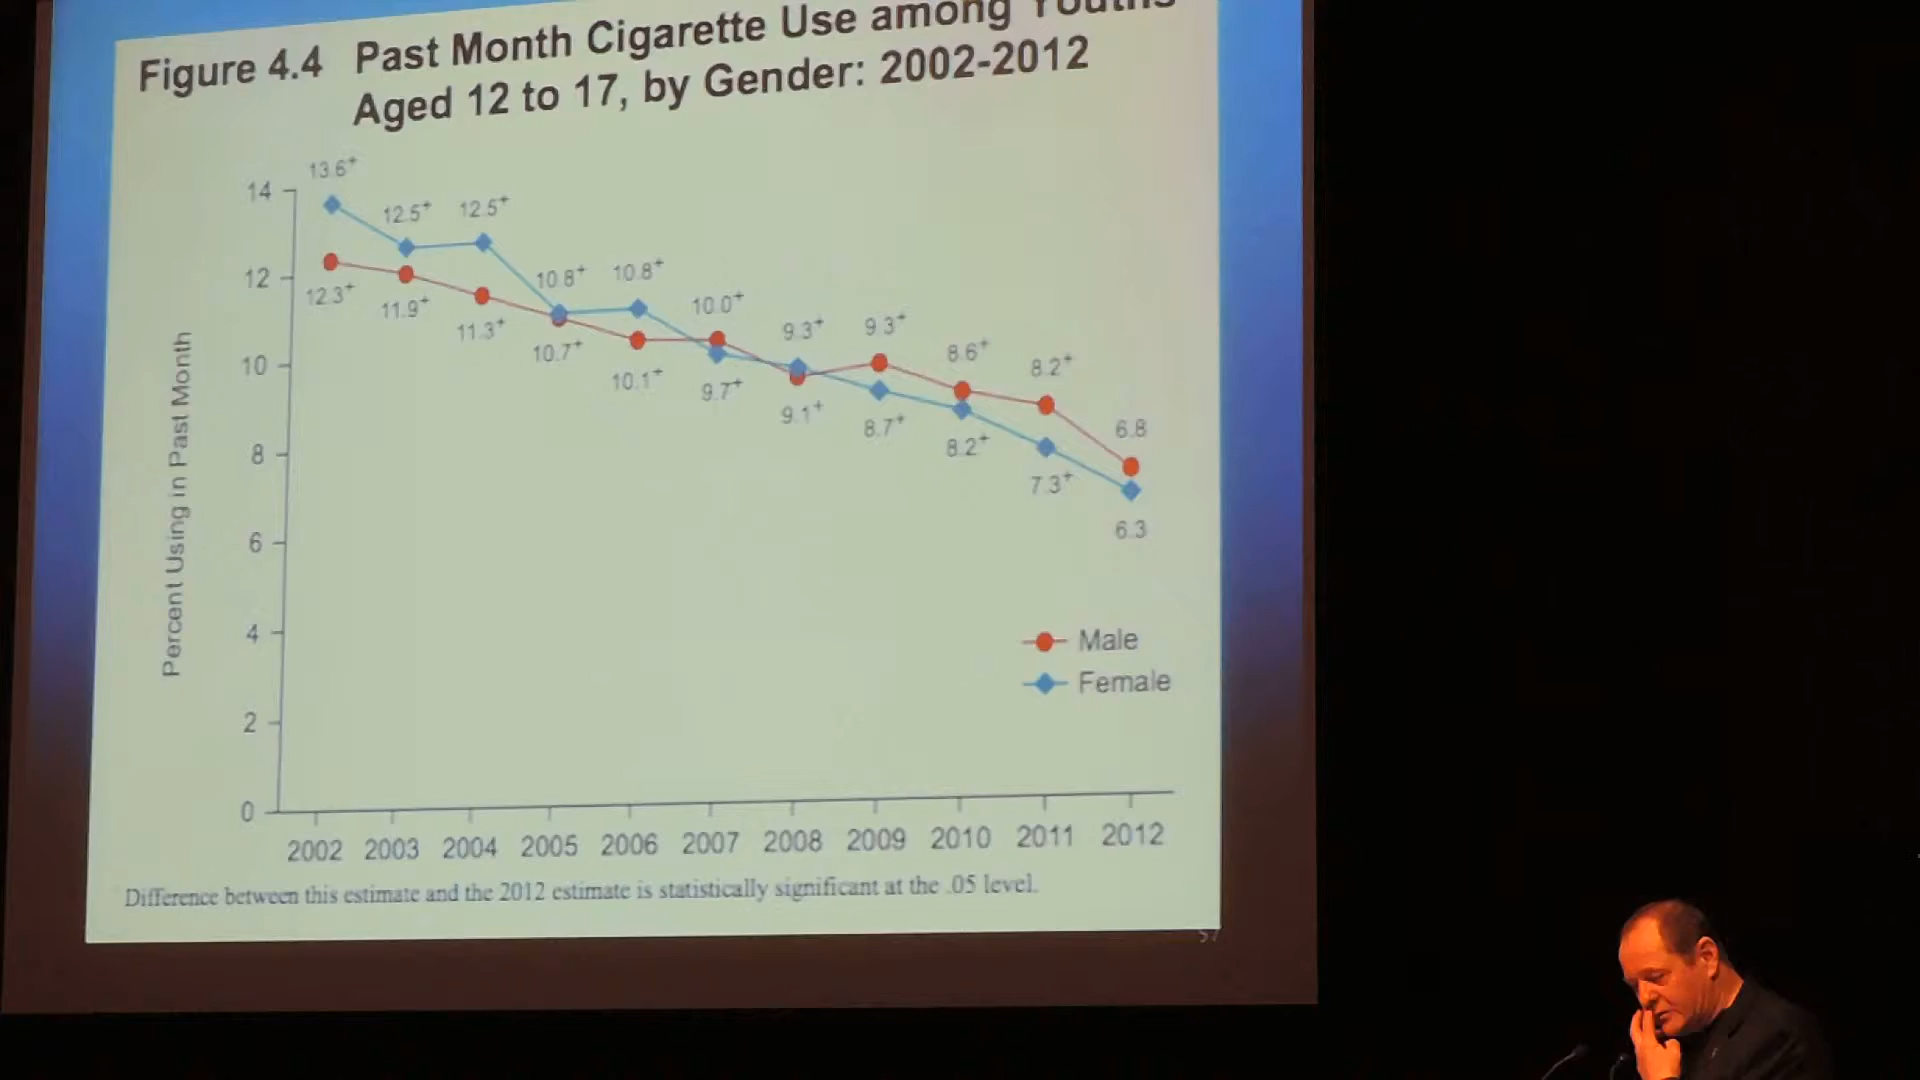 Figure 4.4 Past Month Cigarette Use among Youths
Aged 12 to 17, by Gender: 2002-2012
Percent Using in Past Month
14
12
10
8
6
4
2
0
13.6+
12.5+ 12.5+
10.8+ 10.8+
10.0+
9.3+ 9.3+
8.6+ 8.2+
6.8
12.3+ 11.9+ 11.3+ 10.7+ 10.1+ 9.7+ 9.1+ 8.7+ 8.2+ 7.3+ 6.3
Male
Female
2002 2003 2004 2005 2006 2007 2008 2009 2010 2011 2012
Difference between this estimate and the 2012 estimate is statistically significant at the .05 level.
57